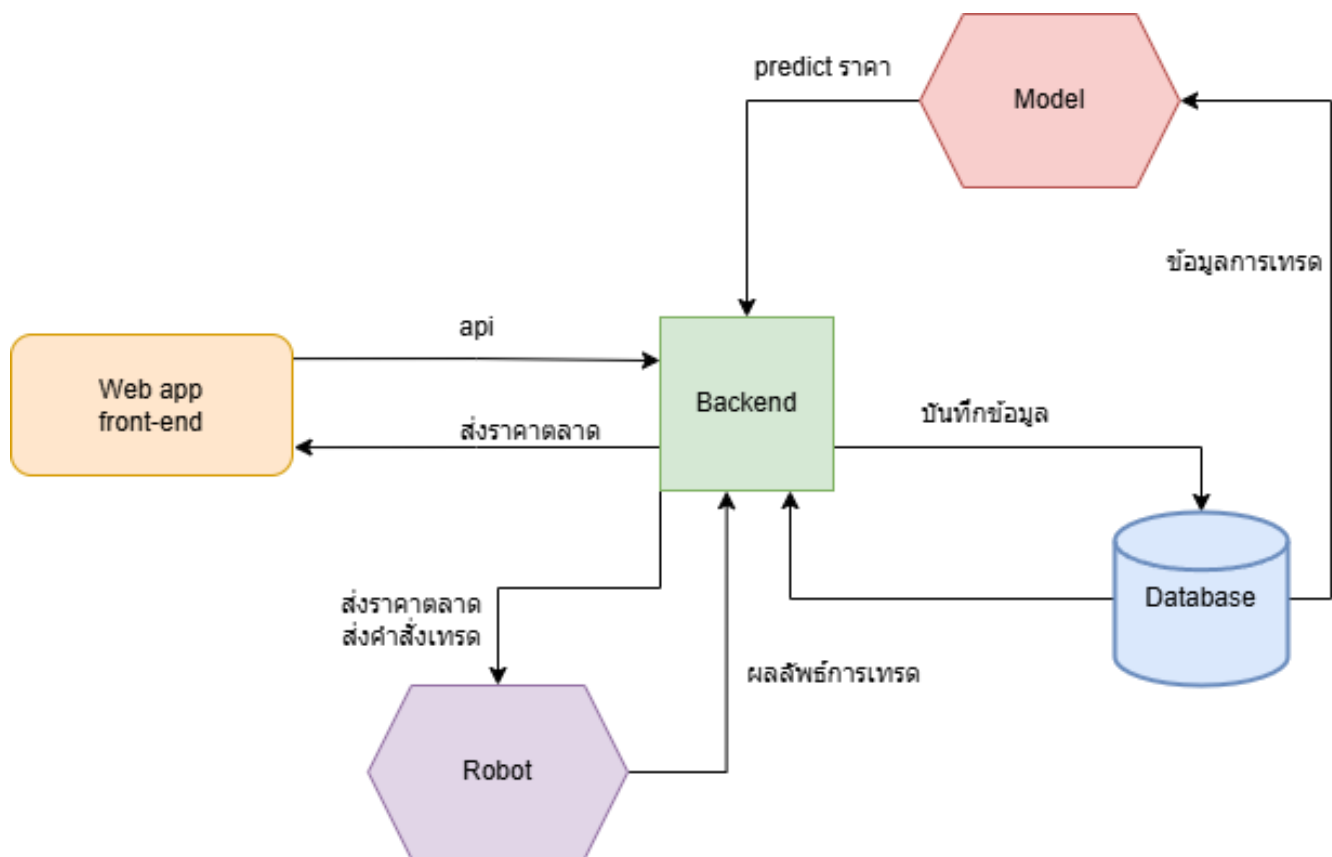 predict ราคา
Model
ข้อมูลการเทรด
api
Web app
front-end
Backend
บันทึกข้อมูล
ส่งราคาตลาด
ส่งราคาตลาด
ส่งคำสั่งเทรด
Database
ผลลัพธ์การเทรด
Robot